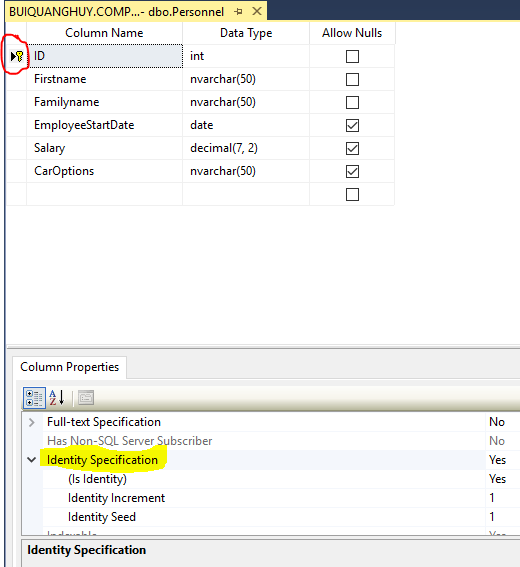 BUIQUANGHUY.COMP...- dbo.Personnel
Column Name Data Type Allow Nulls
ID int
Firstname nvarchar(50)
Familyname nvarchar(50)
EmployeeStartDate date
Salary decimal(7, 2)
CarOptions nvarchar(50)
Column Properties
A
Z
Full-text Specification No
Has Non-SQL Server Subscriber No
Identity Specification Yes
(Is Identity) Yes
Identity Increment 1
Identity Seed 1
Indexable Yes
Identity Specification